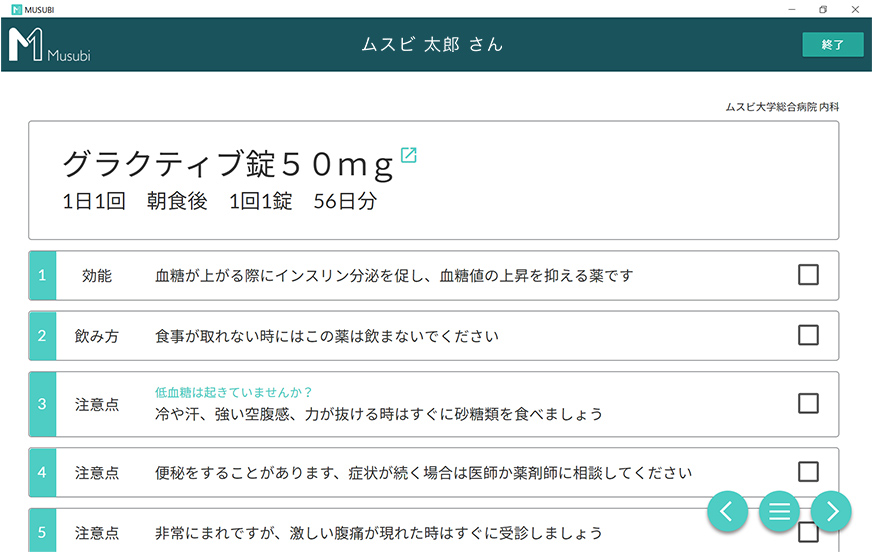 MUSUBI
Musubi
ムスビ 太郎 さん
終了
ムスビ大学総合病院 内科
グラクティブ錠５０ｍｇ
1日1回　朝食後　1回1錠　56日分
1 効能 血糖が上がる際にインスリン分泌を促し、血糖値の上昇を抑える薬です
2 飲み方 食事が取れない時にはこの薬は飲まないでください
低血糖は起きていませんか？
3 注意点 冷や汗、強い空腹感、力が抜ける時はすぐに砂糖類を食べましょう
4 注意点 便秘をすることがあります、症状が続く場合は医師か薬剤師に相談してください
5 注意点 非常にまれですが、激しい腹痛が現れた時はすぐに受診しましょう